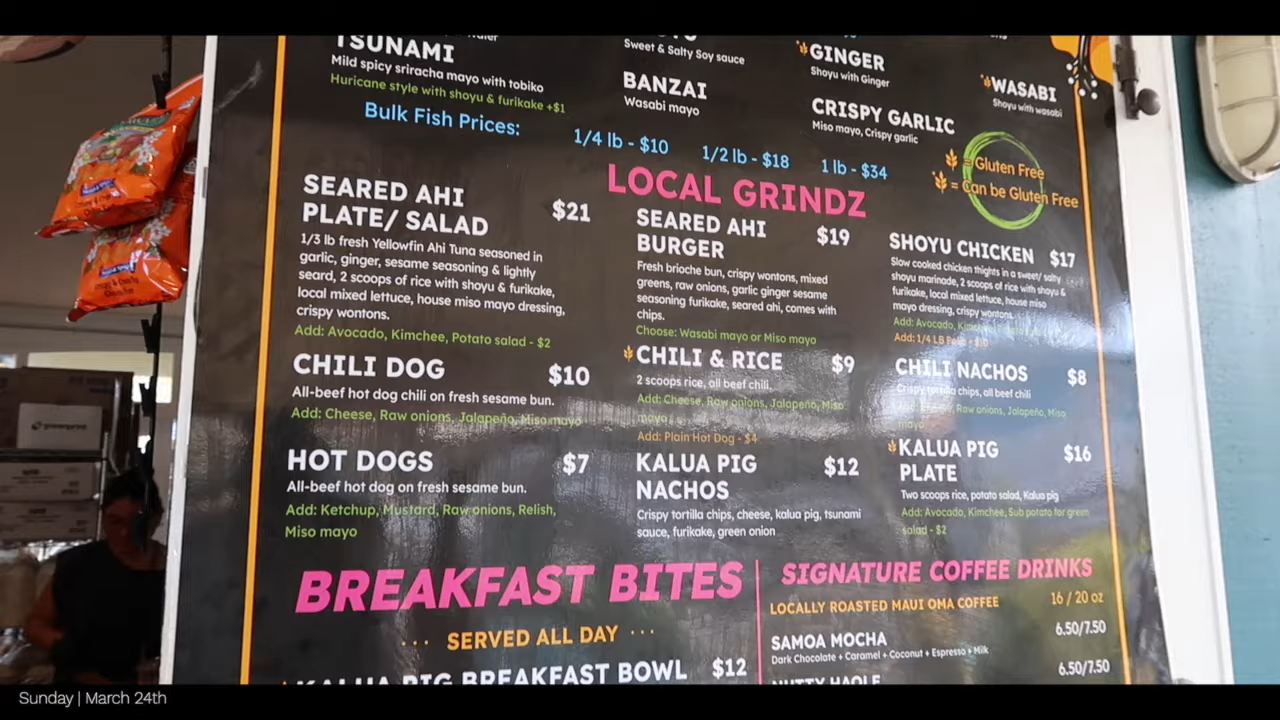 TSUNAMI
Mild spicy sriracha mayo with tobiko
Huricane style with shoyu & furikake +$1
Sweet & Salty Soy sauce
BANZAI
Wasabi mayo
GINGER
Shoyu with Ginger
CRISPY GARLIC
Miso mayo, Crispy garlic
WASABI
Shoyu with wasabi
Bulk Fish Prices: 1/4 lb - $10 1/2 lb - $18 1 lb - $34
= Gluten Free
= Can be Gluten Free
LOCAL GRINDZ
SEARED AHI
PLATE/ SALAD $21
1/3 lb fresh Yellowfin Ahi Tuna seasoned in
garlic, ginger, sesame seasoning & lightly
seard, 2 scoops of rice with shoyu & furikake,
local mixed lettuce, house miso mayo dressing,
crispy wontons.
Add: Avocado, Kimchee, Potato salad - $2
SEARED AHI
BURGER $19
Fresh brioche bun, crispy wontons, mixed
greens, raw onions, garlic ginger sesame
seasoning furikake, seared ahi, comes with
chips.
Choose: Wasabi mayo or Miso mayo
SHOYU CHICKEN $17
Slow cooked chicken thights in a sweet/ salty
shoyu marinade, 2 scoops of rice with shoyu &
furikake, local mixed lettuce, house miso
mayo dressing, crispy wontons.
Add: Avocado,
Add: 1/4 LB
CHILI DOG $10
All-beef hot dog chili on fresh sesame bun.
Add: Cheese, Raw onions, Jalapeño, Miso mayo
CHILI & RICE $9
2 scoops rice, all beef chili.
Add: Cheese, Raw onions, Jalapeño, Miso
mayo
Add: Plain Hot Dog - $4
CHILI NACHOS $8
Crispy tortilla chips, all beef chili
Raw onions, Jalapeño, Miso
mayo
HOT DOGS $7
All-beef hot dog on fresh sesame bun.
Add: Ketchup, Mustard, Raw onions, Relish,
Miso mayo
KALUA PIG
NACHOS $12
Crispy tortilla chips, cheese, kalua pig, tsunami
sauce, furikake, green onion
KALUA PIG
PLATE $16
Two scoops rice, potato salad, Kalua pig
Add: Avocado, Kimchee, Sub potato for green
salad - $2
BREAKFAST BITES
··· SERVED ALL DAY ···
KALUA PIG BREAKFAST BOWL $12
SIGNATURE COFFEE DRINKS
LOCALLY ROASTED MAUI OMA COFFEE 16 / 20 oz
SAMOA MOCHA 6.50/7.50
Dark Chocolate + Caramel + Coconut + Espresso + Milk
NUTTY HAOLE 6.50/7.50
Sunday | March 24th